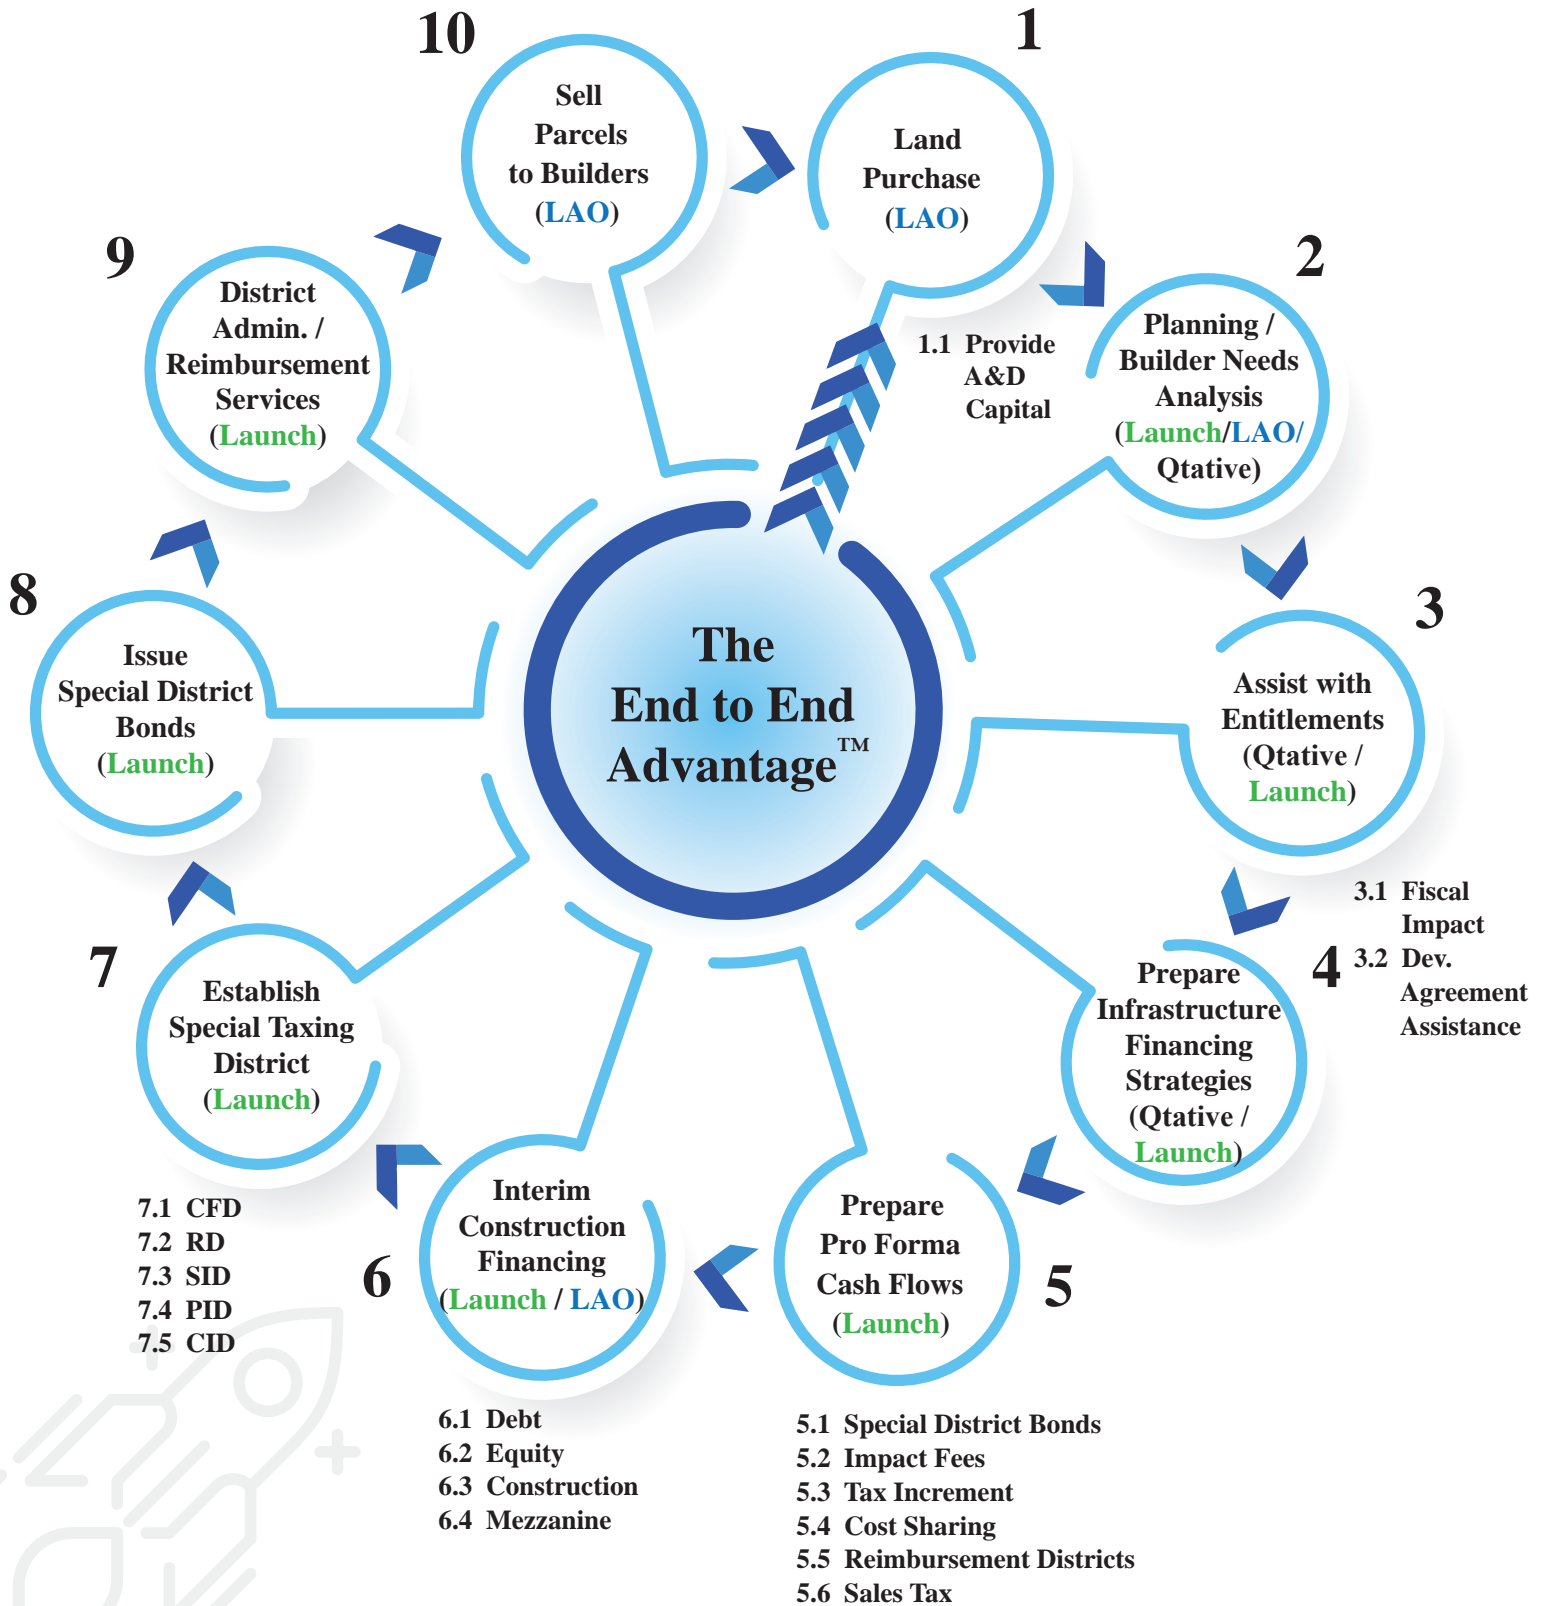 The
End to End
Advantage™
1
Land
Purchase
(LAO)
1.1 Provide
A&D
Capital
2
Planning /
Builder Needs
Analysis
(Launch/LAO/
Qtative)
3
Assist with
Entitlements
(Qtative /
Launch)
3.1 Fiscal
Impact
3.2 Dev.
Agreement
Assistance
4
Prepare
Infrastructure
Financing
Strategies
(Qtative /
Launch)
5
Prepare
Pro Forma
Cash Flows
(Launch)
5.1 Special District Bonds
5.2 Impact Fees
5.3 Tax Increment
5.4 Cost Sharing
5.5 Reimbursement Districts
5.6 Sales Tax
6
Interim
Construction
Financing
(Launch / LAO)
6.1 Debt
6.2 Equity
6.3 Construction
6.4 Mezzanine
7
Establish
Special Taxing
District
(Launch)
7.1 CFD
7.2 RD
7.3 SID
7.4 PID
7.5 CID
8
Issue
Special District
Bonds
(Launch)
9
District
Admin. /
Reimbursement
Services
(Launch)
10
Sell
Parcels
to Builders
(LAO)